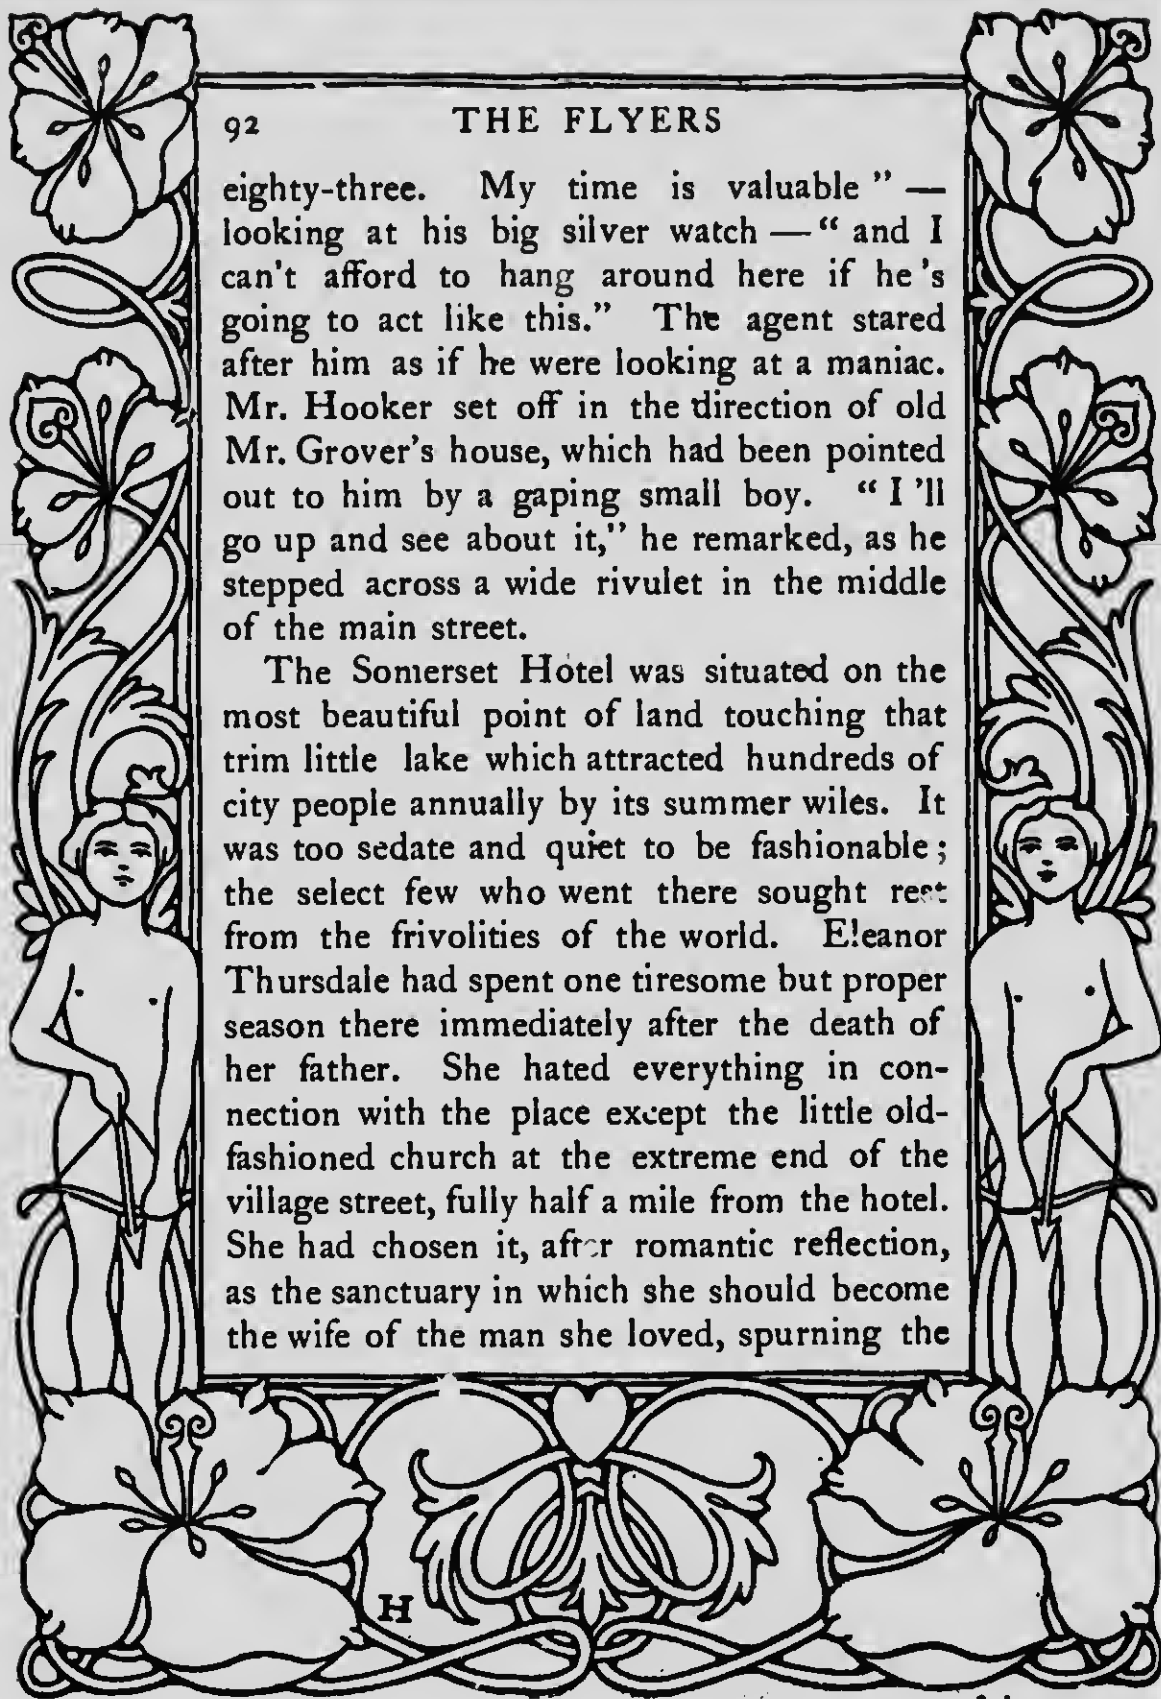 92 THE FLYERS
eighty-three. My time is valuable" —
looking at his big silver watch — "and I
can't afford to hang around here if he's
going to act like this." The agent stared
after him as if he were looking at a maniac.
Mr. Hooker set off in the direction of old
Mr. Grover's house, which had been pointed
out to him by a gaping small boy. "I'll
go up and see about it," he remarked, as he
stepped across a wide rivulet in the middle
of the main street.
The Somerset Hotel was situated on the
most beautiful point of land touching that
trim little lake which attracted hundreds of
city people annually by its summer wiles. It
was too sedate and quiet to be fashionable;
the select few who went there sought rest
from the frivolities of the world. Eleanor
Thursdale had spent one tiresome but proper
season there immediately after the death of
her father. She hated everything in con-
nection with the place except the little old-
fashioned church at the extreme end of the
village street, fully half a mile from the hotel.
She had chosen it, after romantic reflection,
as the sanctuary in which she should become
the wife of the man she loved, spurning the
H